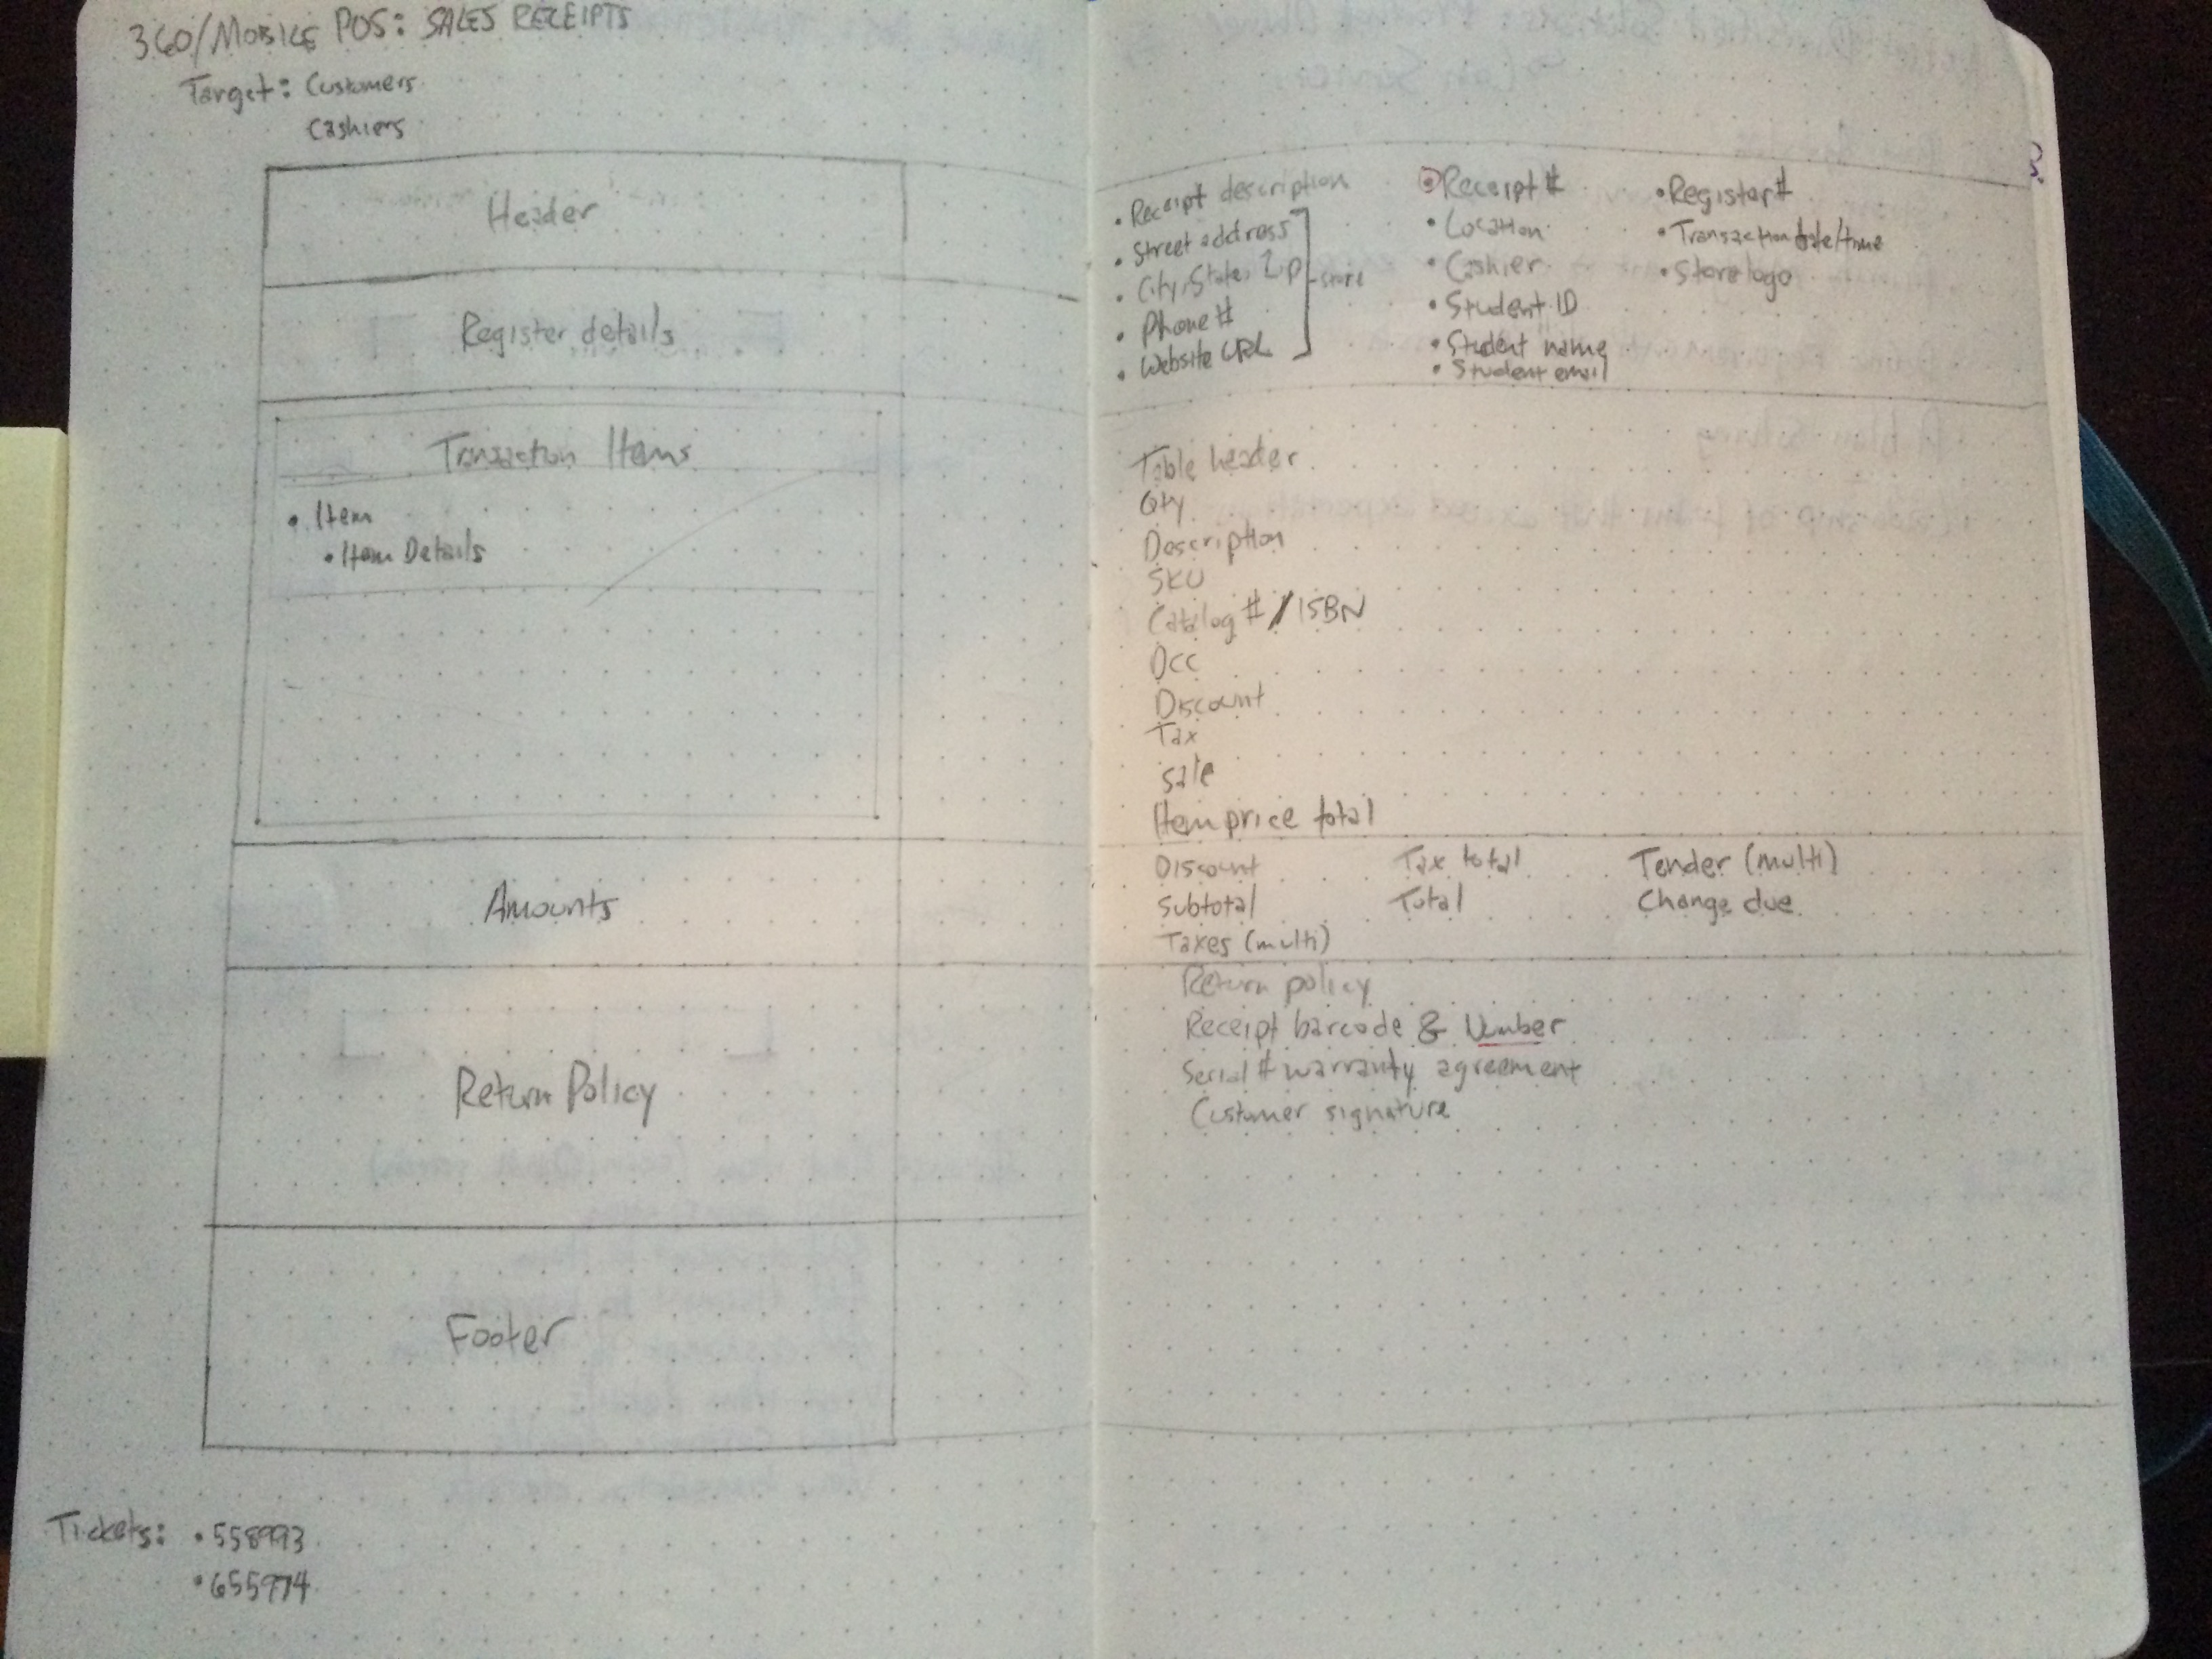 360/MOBILE POS: SALES RECEIPTS
Target: Customers
Cashiers
Header
Register details
Transaction Items
• Item
• Item Details
Amounts
Return Policy
Footer
Tickets: • 558993
• 655974
• Receipt description
• Street address
• City, State, Zip
• Phone #
• Website URL
store
• Receipt #
• Location
• Cashier
• Student ID
• Student name
• Student email
• Register #
• Transaction date/time
• Store logo
Table header
Qty
Description
SKU
Catalog # / ISBN
DCC
Discount
Tax
Sale
Item price total
Discount
Subtotal
Taxes (multi)
Tax total
Total
Tender (multi)
Change due
Return policy
Receipt barcode & Number
Serial # warranty agreement
Customer signature